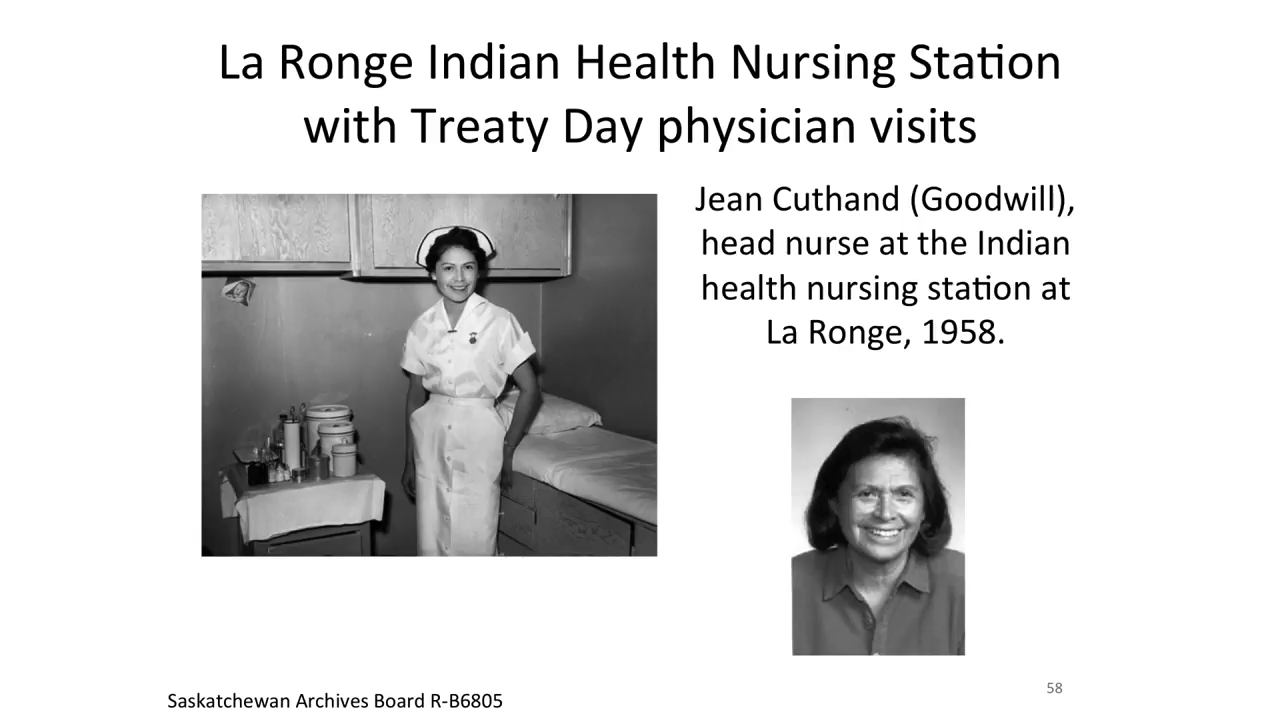 La Ronge Indian Health Nursing Station
with Treaty Day physician visits
Jean Cuthand (Goodwill),
head nurse at the Indian
health nursing station at
La Ronge, 1958.
Saskatchewan Archives Board R-B6805
58